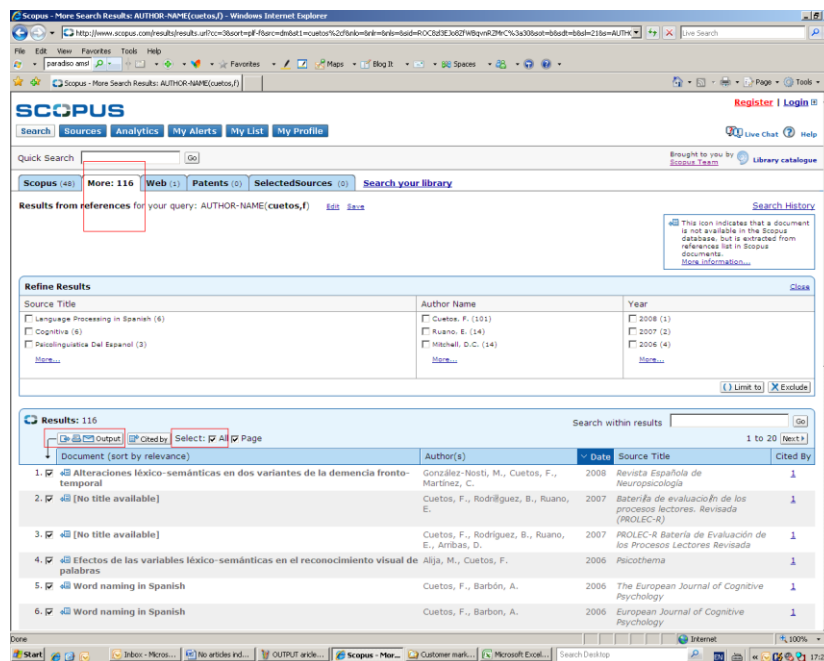 Scopus - More Search Results: AUTHOR-NAME(cuetos,f) - Windows Internet Explorer
Live Search
File Edit View Favorites Tools Help
paradiso amsl Favorites Maps Blog It Spaces
Scopus - More Search Results: AUTHOR-NAME(cuetos,f) Page Tools
SCOPUS
Register | Login
Search Sources Analytics My Alerts My List My Profile
Live Chat Help
Quick Search Go
Brought to you by
Scopus Team Library catalogue
Scopus (48) More: 116 Web (1) Patents (0) SelectedSources (0) Search your library
Results from references for your query: AUTHOR-NAME(cuetos,f) Edit Save Search History
This icon indicates that a document
is not available in the Scopus
database, but is extracted from
references list in Scopus
documents.
More information...
Refine Results Close
Source Title Author Name Year
Language Processing in Spanish (6) Cuetos, F. (101) 2008 (1)
Cognitiva (6) Ruano, E. (14) 2007 (2)
Psicolinguistica Del Espanol (3) Mitchell, D.C. (14) 2006 (4)
More... More... More...
Limit to Exclude
Results: 116 Search within results Go
Output Cited by Select: All Page 1 to 20 Next
Document (sort by relevance) Author(s) Date Source Title Cited By
1. Alteraciones léxico-semánticas en dos variantes de la demencia fronto- González-Nosti, M., Cuetos, F., 2008 Revista Española de 1
temporal Martínez, C. Neuropsicología
2. [No title available] Cuetos, F., Ruano, 2007 de evaluacio de los 1
E. procesos lectores. Revisada
(PROLEC-R)
3. [No title available] Cuetos, F., Rodríguez, B., Ruano, 2007 PROLEC-R Batería de Evaluación de 1
E., Arribas, D. los Procesos Lectores Revisada
4. Efectos de las variables léxico-semánticas en el reconocimiento visual de Alija, M., Cuetos, F. 2006 Psicothema 1
palabras
5. Word naming in Spanish Cuetos, F., Barbón, A. 2006 The European Journal of Cognitive 1
Psychology
6. Word naming in Spanish Cuetos, F., Barbon, A. 2006 European Journal of Cognitive 1
Psychology
Done Internet 100%
Start Inbox - Micros... No articles ind... OUTPUT aricle... Scopus - Mor... Customer mark... Microsoft Excel... Search Desktop